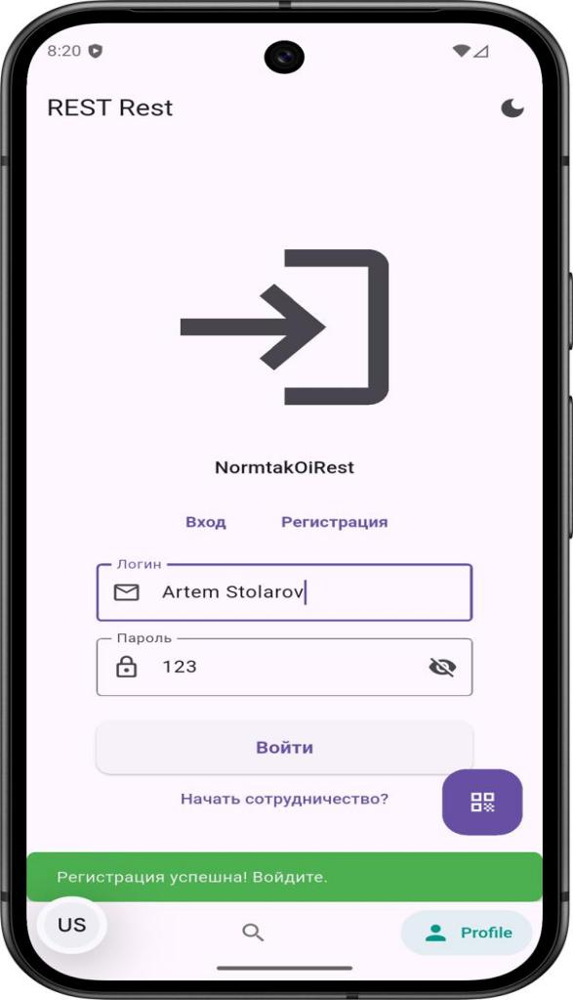 8:20
REST Rest
NormtakOiRest
Вход Регистрация
Логин
Artem Stolarov
Пароль
123
Войти
Начать сотрудничество?
Регистрация успешна! Войдите.
US
Profile